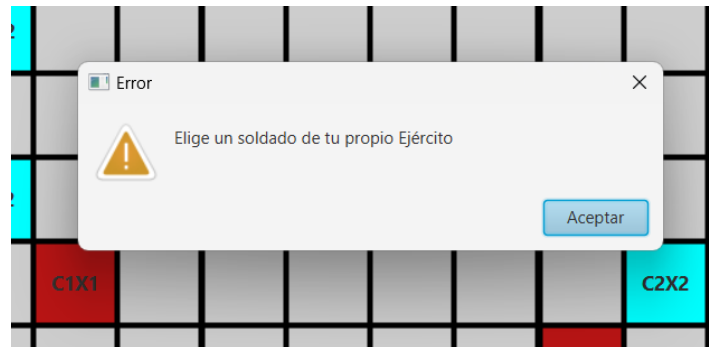 Error
Elige un soldado de tu propio Ejército
Aceptar
C1X1
C2X2